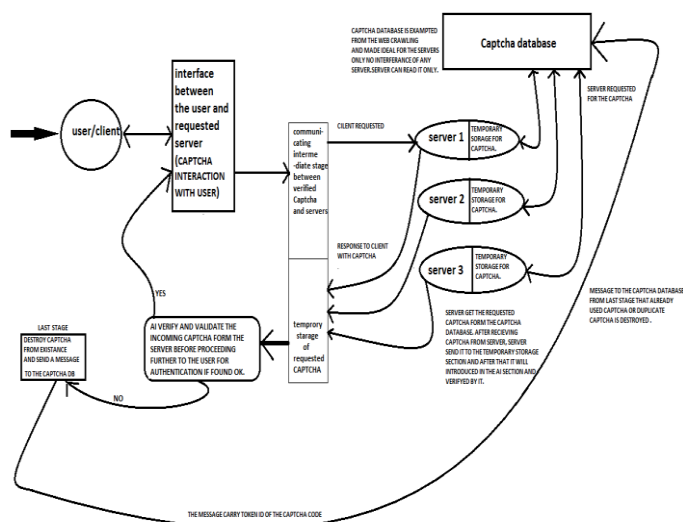 CAPTCHA DATABASE IS EXAMPTED
FROM THE WEB CRAWLING
AND MADE IDEAL FOR THE SERVERS
ONLY NO INTERFERANCE OF ANY
SERVER.SERVER CAN READ IT ONLY.
Captcha database
interface
between
the user and
requested
server
(CAPTCHA
INTERACTION
WITH USER)
user/client
SERVER REQUESTED
FOR THE CAPTCHA
communi-
cating
interme
-diate stage
between
verified
Captcha
and servers
CILENT REQUESTED
server 1
TEMPORARY
SORAGE FOR
CAPTCHA.
server 2
TEMPORARY
STORAGE FOR
CAPTCHA.
RESPONSE TO CLIENT
WITH CAPTCHA
server 3
TEMPORARY
STORAGE FOR
CAPTCHA.
YES
MESSAGE TO THE CAPTCHA DATABASE
FROM LAST STAGE THAT ALREADY
USED CAPTCHA OR DUPLICATE
CAPTCHA IS DESTROYED .
LAST STAGE
DESTROY CAPTCHA
FROM EXISTANCE
AND SEND A MESSAGE
TO THE CAPTCHA DB
AI VERIFY AND VALIDATE THE
INCOMING CAPTCHA FORM THE
SERVER BEFORE PROCEEDING
FURTHER TO THE USER FOR
AUTHENTICATION IF FOUND OK.
temprory
starage of
requested
CAPTCHA
SERVER GET THE REQUESTED
CAPTCHA FORM THE CAPTCHA
DATABASE. AFTER RECIEVING
CAPTCHA FROM SERVER, SERVER
SEND IT TO THE TEMPORARY STORAGE
SECTION AND AFTER THAT IT WILL
INTRODUCED IN THE AI SECTION AND
VERIFYED BY IT.
NO
THE MESSAGE CARRY TOKEN ID OF THE CAPTCHA CODE